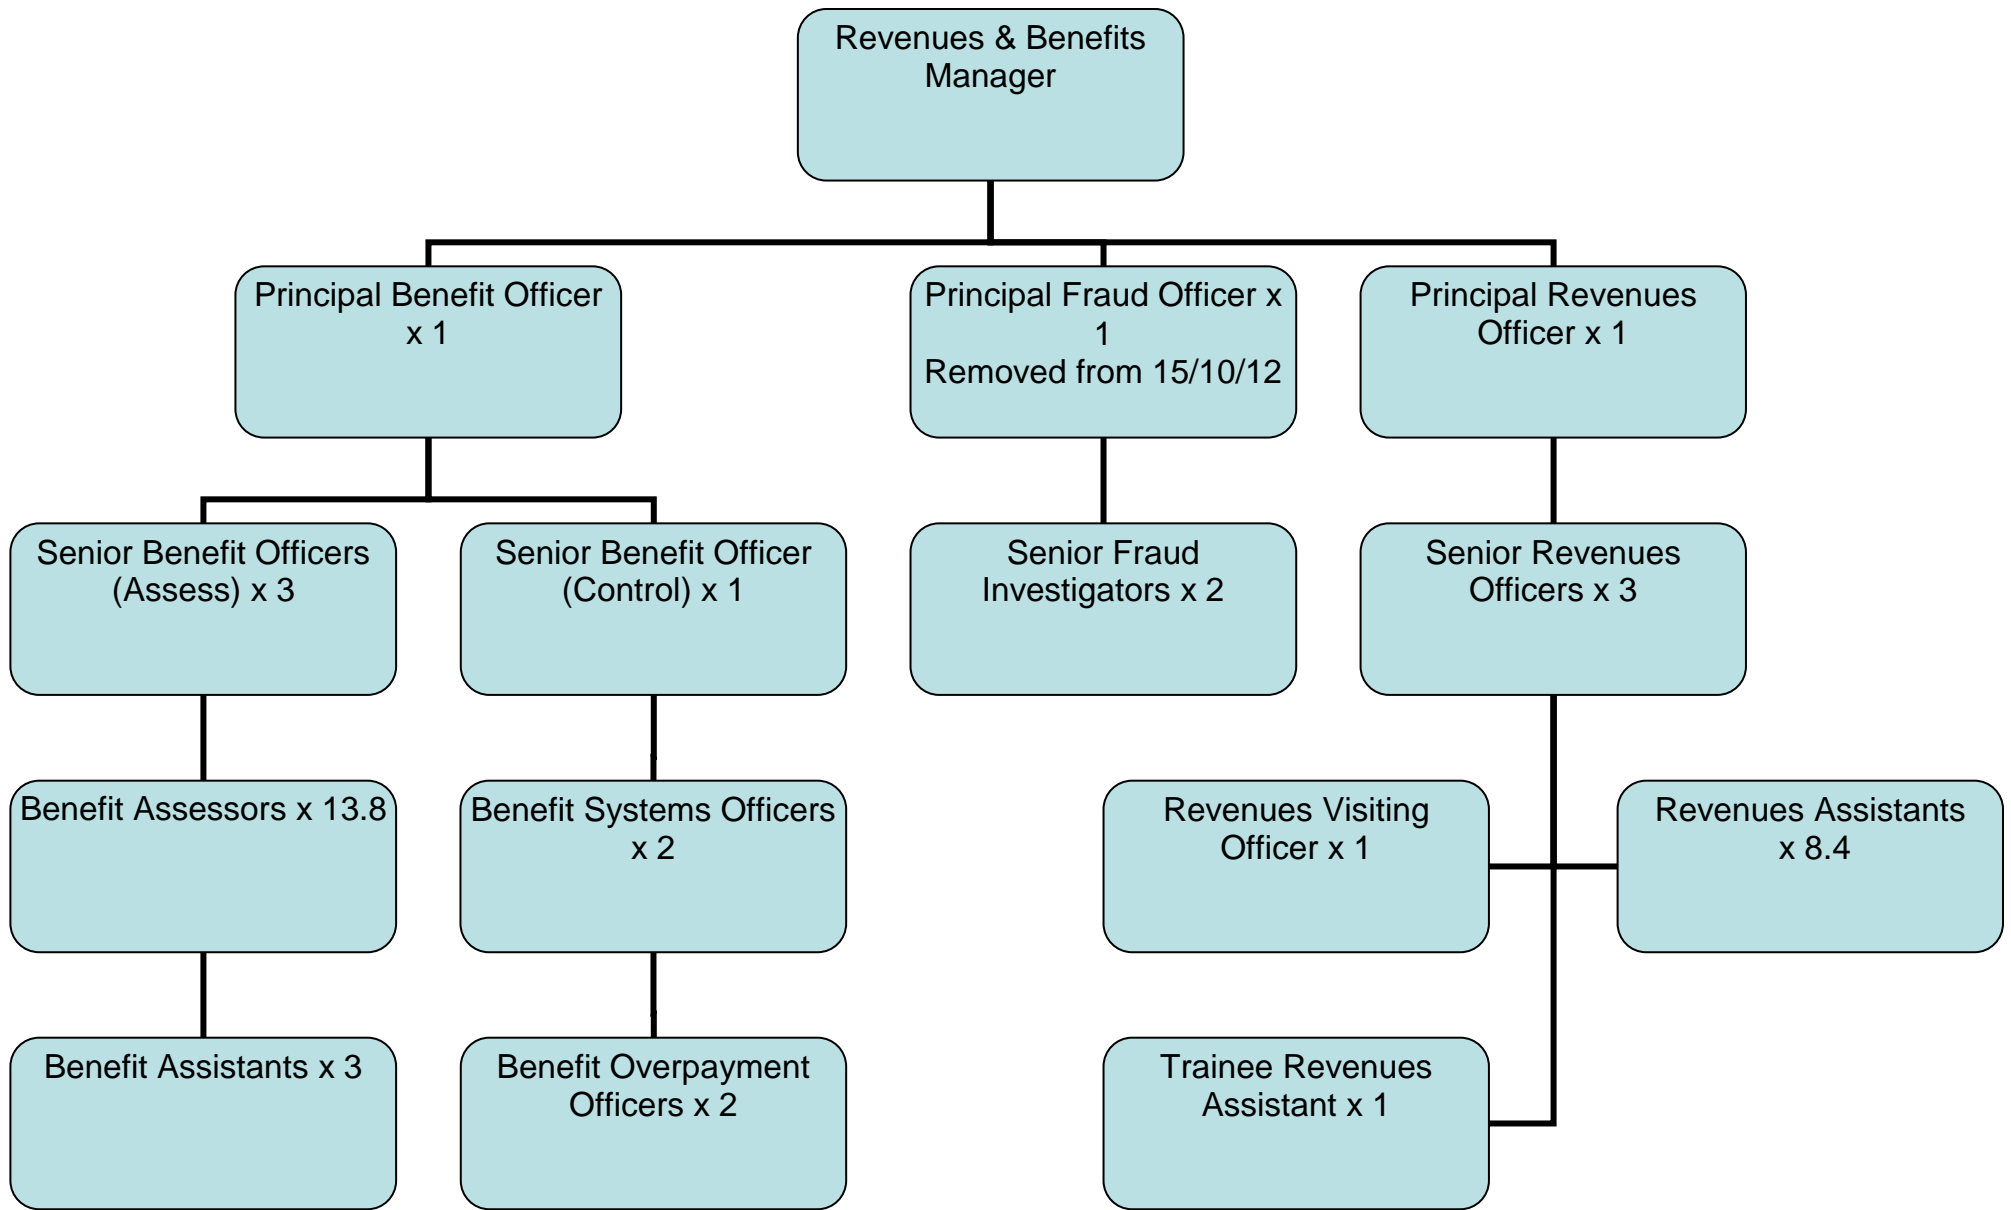 Revenues & Benefits
Manager
Principal Benefit Officer
x 1
Principal Fraud Officer x
1
Removed from 15/10/12
Principal Revenues
Officer x 1
Senior Benefit Officers
(Assess) x 3
Senior Benefit Officer
(Control) x 1
Senior Fraud
Investigators x 2
Senior Revenues
Officers x 3
Benefit Assessors x 13.8
Benefit Systems Officers
x 2
Revenues Visiting
Officer x 1
Revenues Assistants
x 8.4
Benefit Assistants x 3
Benefit Overpayment
Officers x 2
Trainee Revenues
Assistant x 1